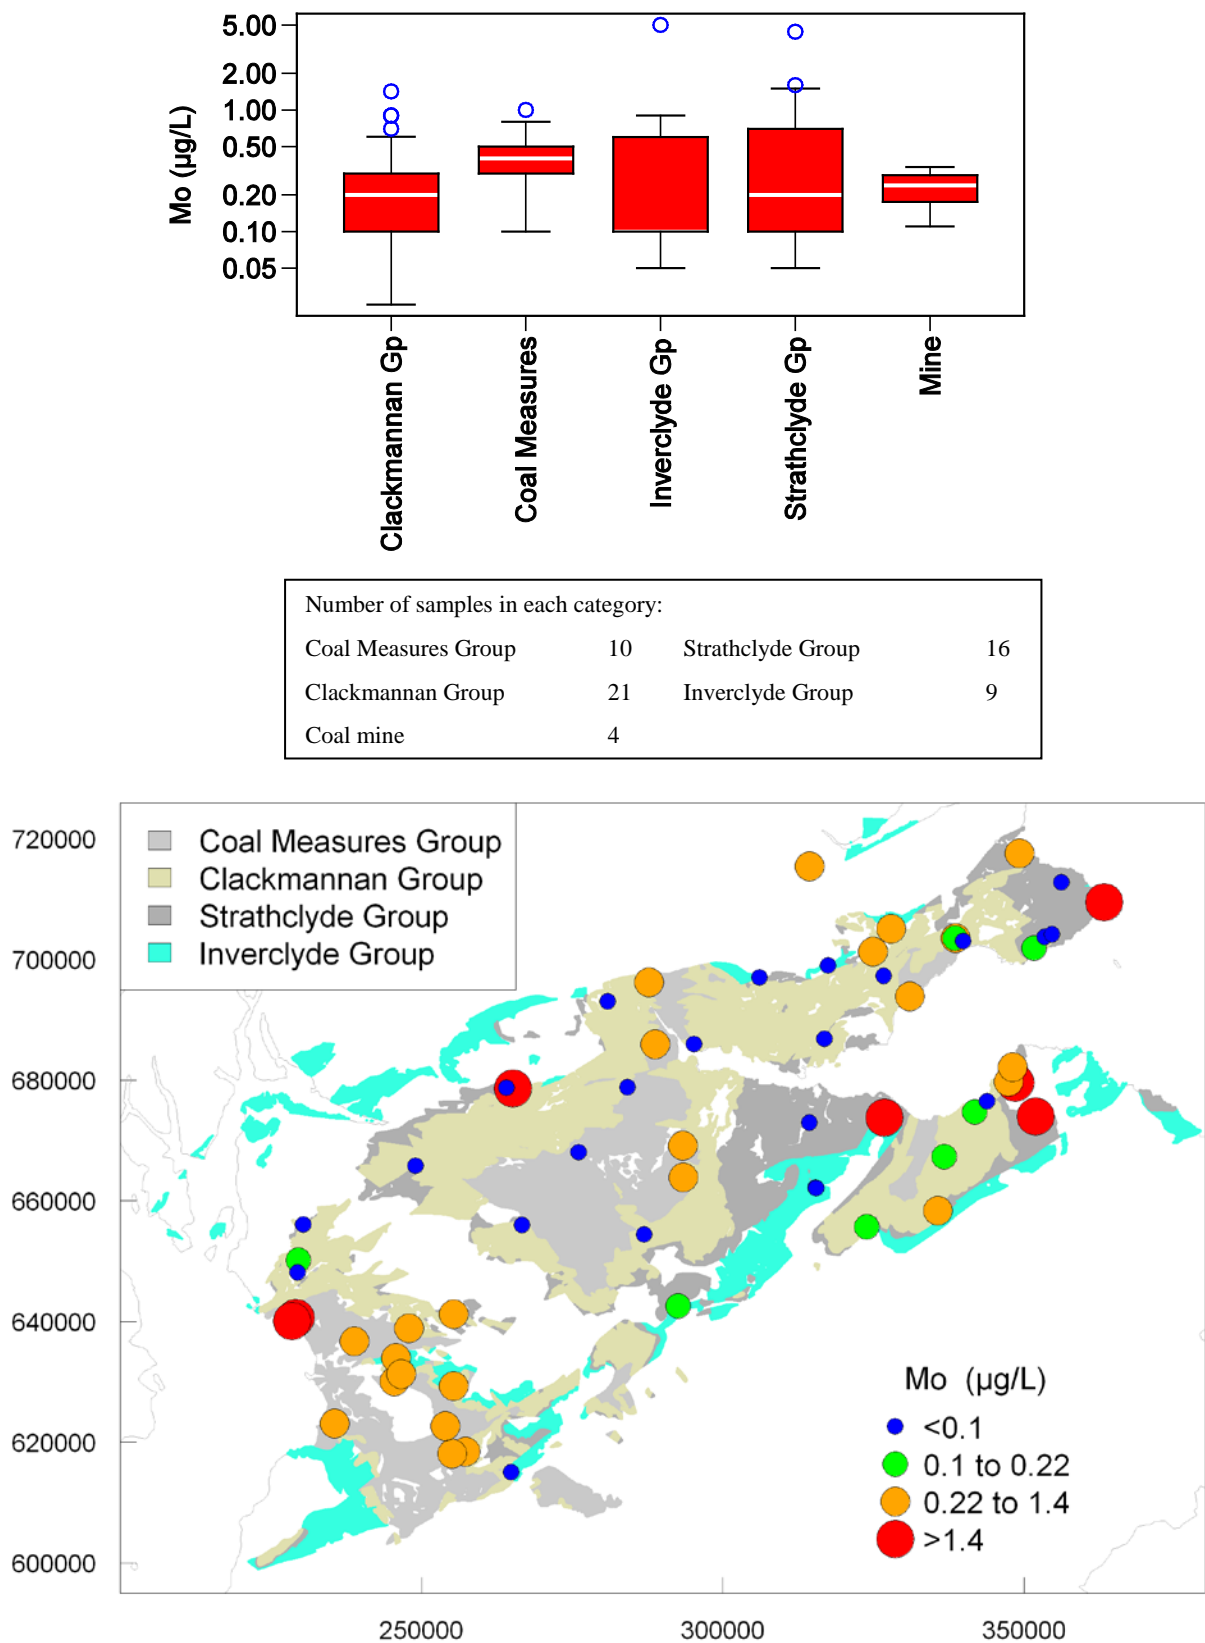 5.00
2.00
1.00
0.50
0.20
0.10
0.05
Mo (µg/L)
Clackmannan Gp
Coal Measures
Inverclyde Gp
Strathclyde Gp
Mine
Number of samples in each category:
Coal Measures Group 10 Strathclyde Group 16
Clackmannan Group 21 Inverclyde Group 9
Coal mine 4
720000
700000
680000
660000
640000
620000
600000
Coal Measures Group
Clackmannan Group
Strathclyde Group
Inverclyde Group
Mo (µg/L)
<0.1
0.1 to 0.22
0.22 to 1.4
>1.4
250000 300000 350000